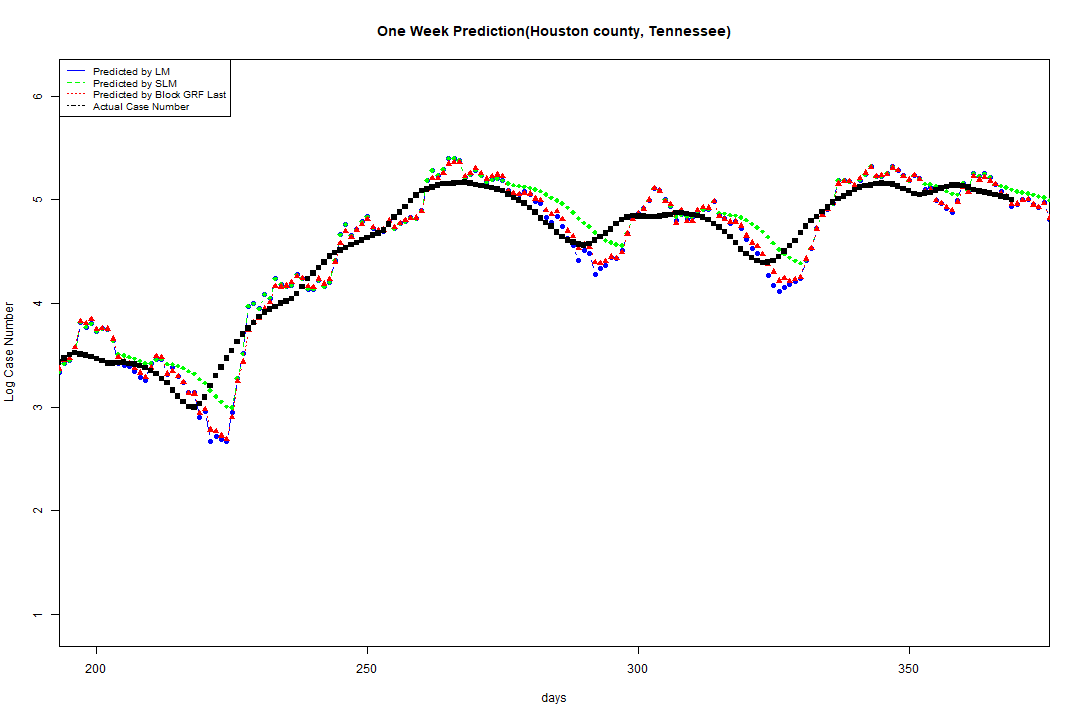 One Week Prediction(Houston county, Tennessee)
Predicted by LM
Predicted by SLM
Predicted by Block GRF Last
Actual Case Number
6
5
4
3
2
1
Log Case Number
200
250
300
350
days